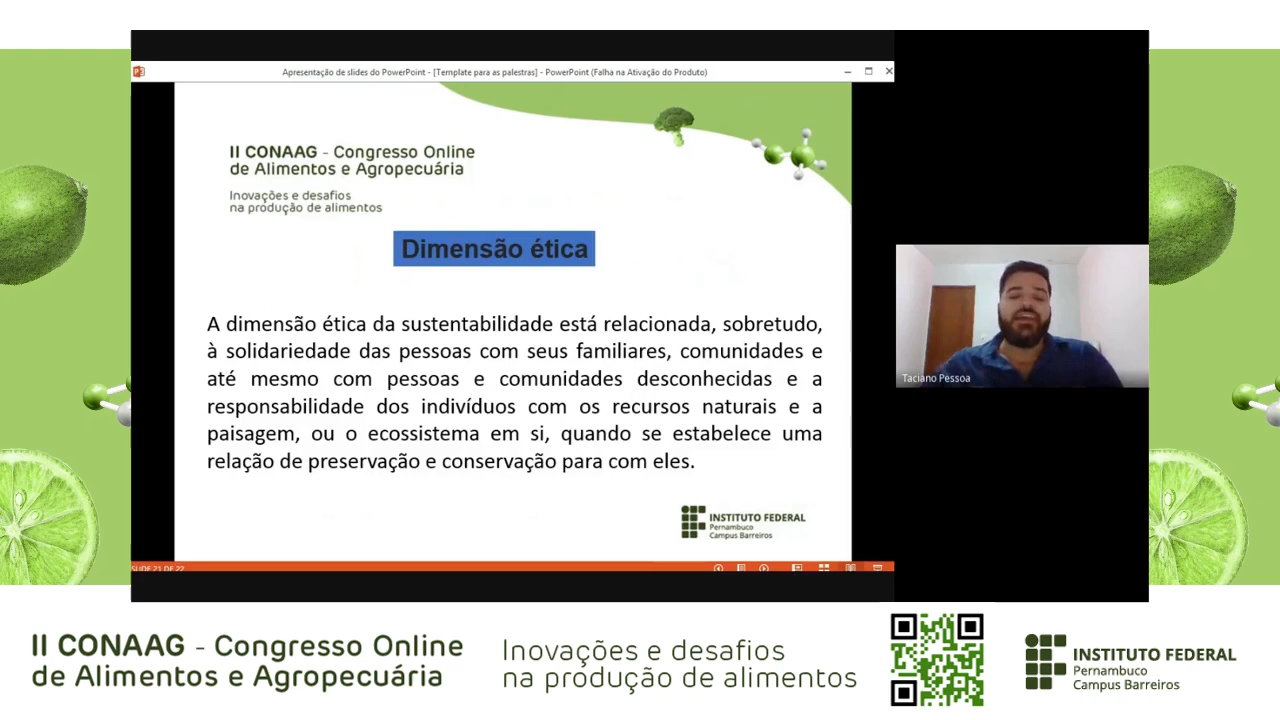 Apresentação de slides do PowerPoint - [Template para as palestras] - PowerPoint (Falha na Ativação do Produto)
II CONAAG - Congresso Online
de Alimentos e Agropecuária
Inovações e desafios
na produção de alimentos
Dimensão ética
A dimensão ética da sustentabilidade está relacionada, sobretudo,
à solidariedade das pessoas com seus familiares, comunidades e
até mesmo com pessoas e comunidades desconhecidas e a
responsabilidade dos indivíduos com os recursos naturais e a
paisagem, ou o ecossistema em si, quando se estabelece uma
relação de preservação e conservação para com eles.
INSTITUTO FEDERAL
Pernambuco
Campus Barreiros
SLIDE 21 DE 22
Taciano Pessoa
II CONAAG - Congresso Online
de Alimentos e Agropecuária
Inovações e desafios
na produção de alimentos
INSTITUTO FEDERAL
Pernambuco
Campus Barreiros